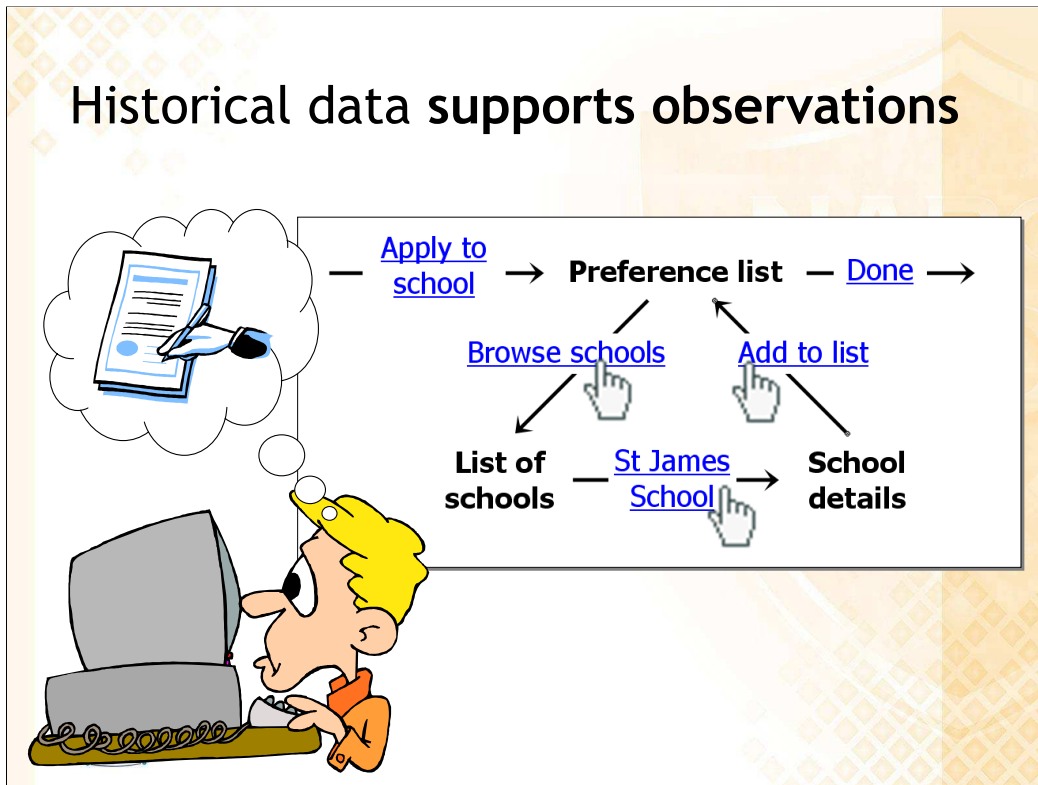 Historical data supports observations
Apply to
school
Preference list
Done
Browse schools
Add to list
List of
schools
St James
School
School
details